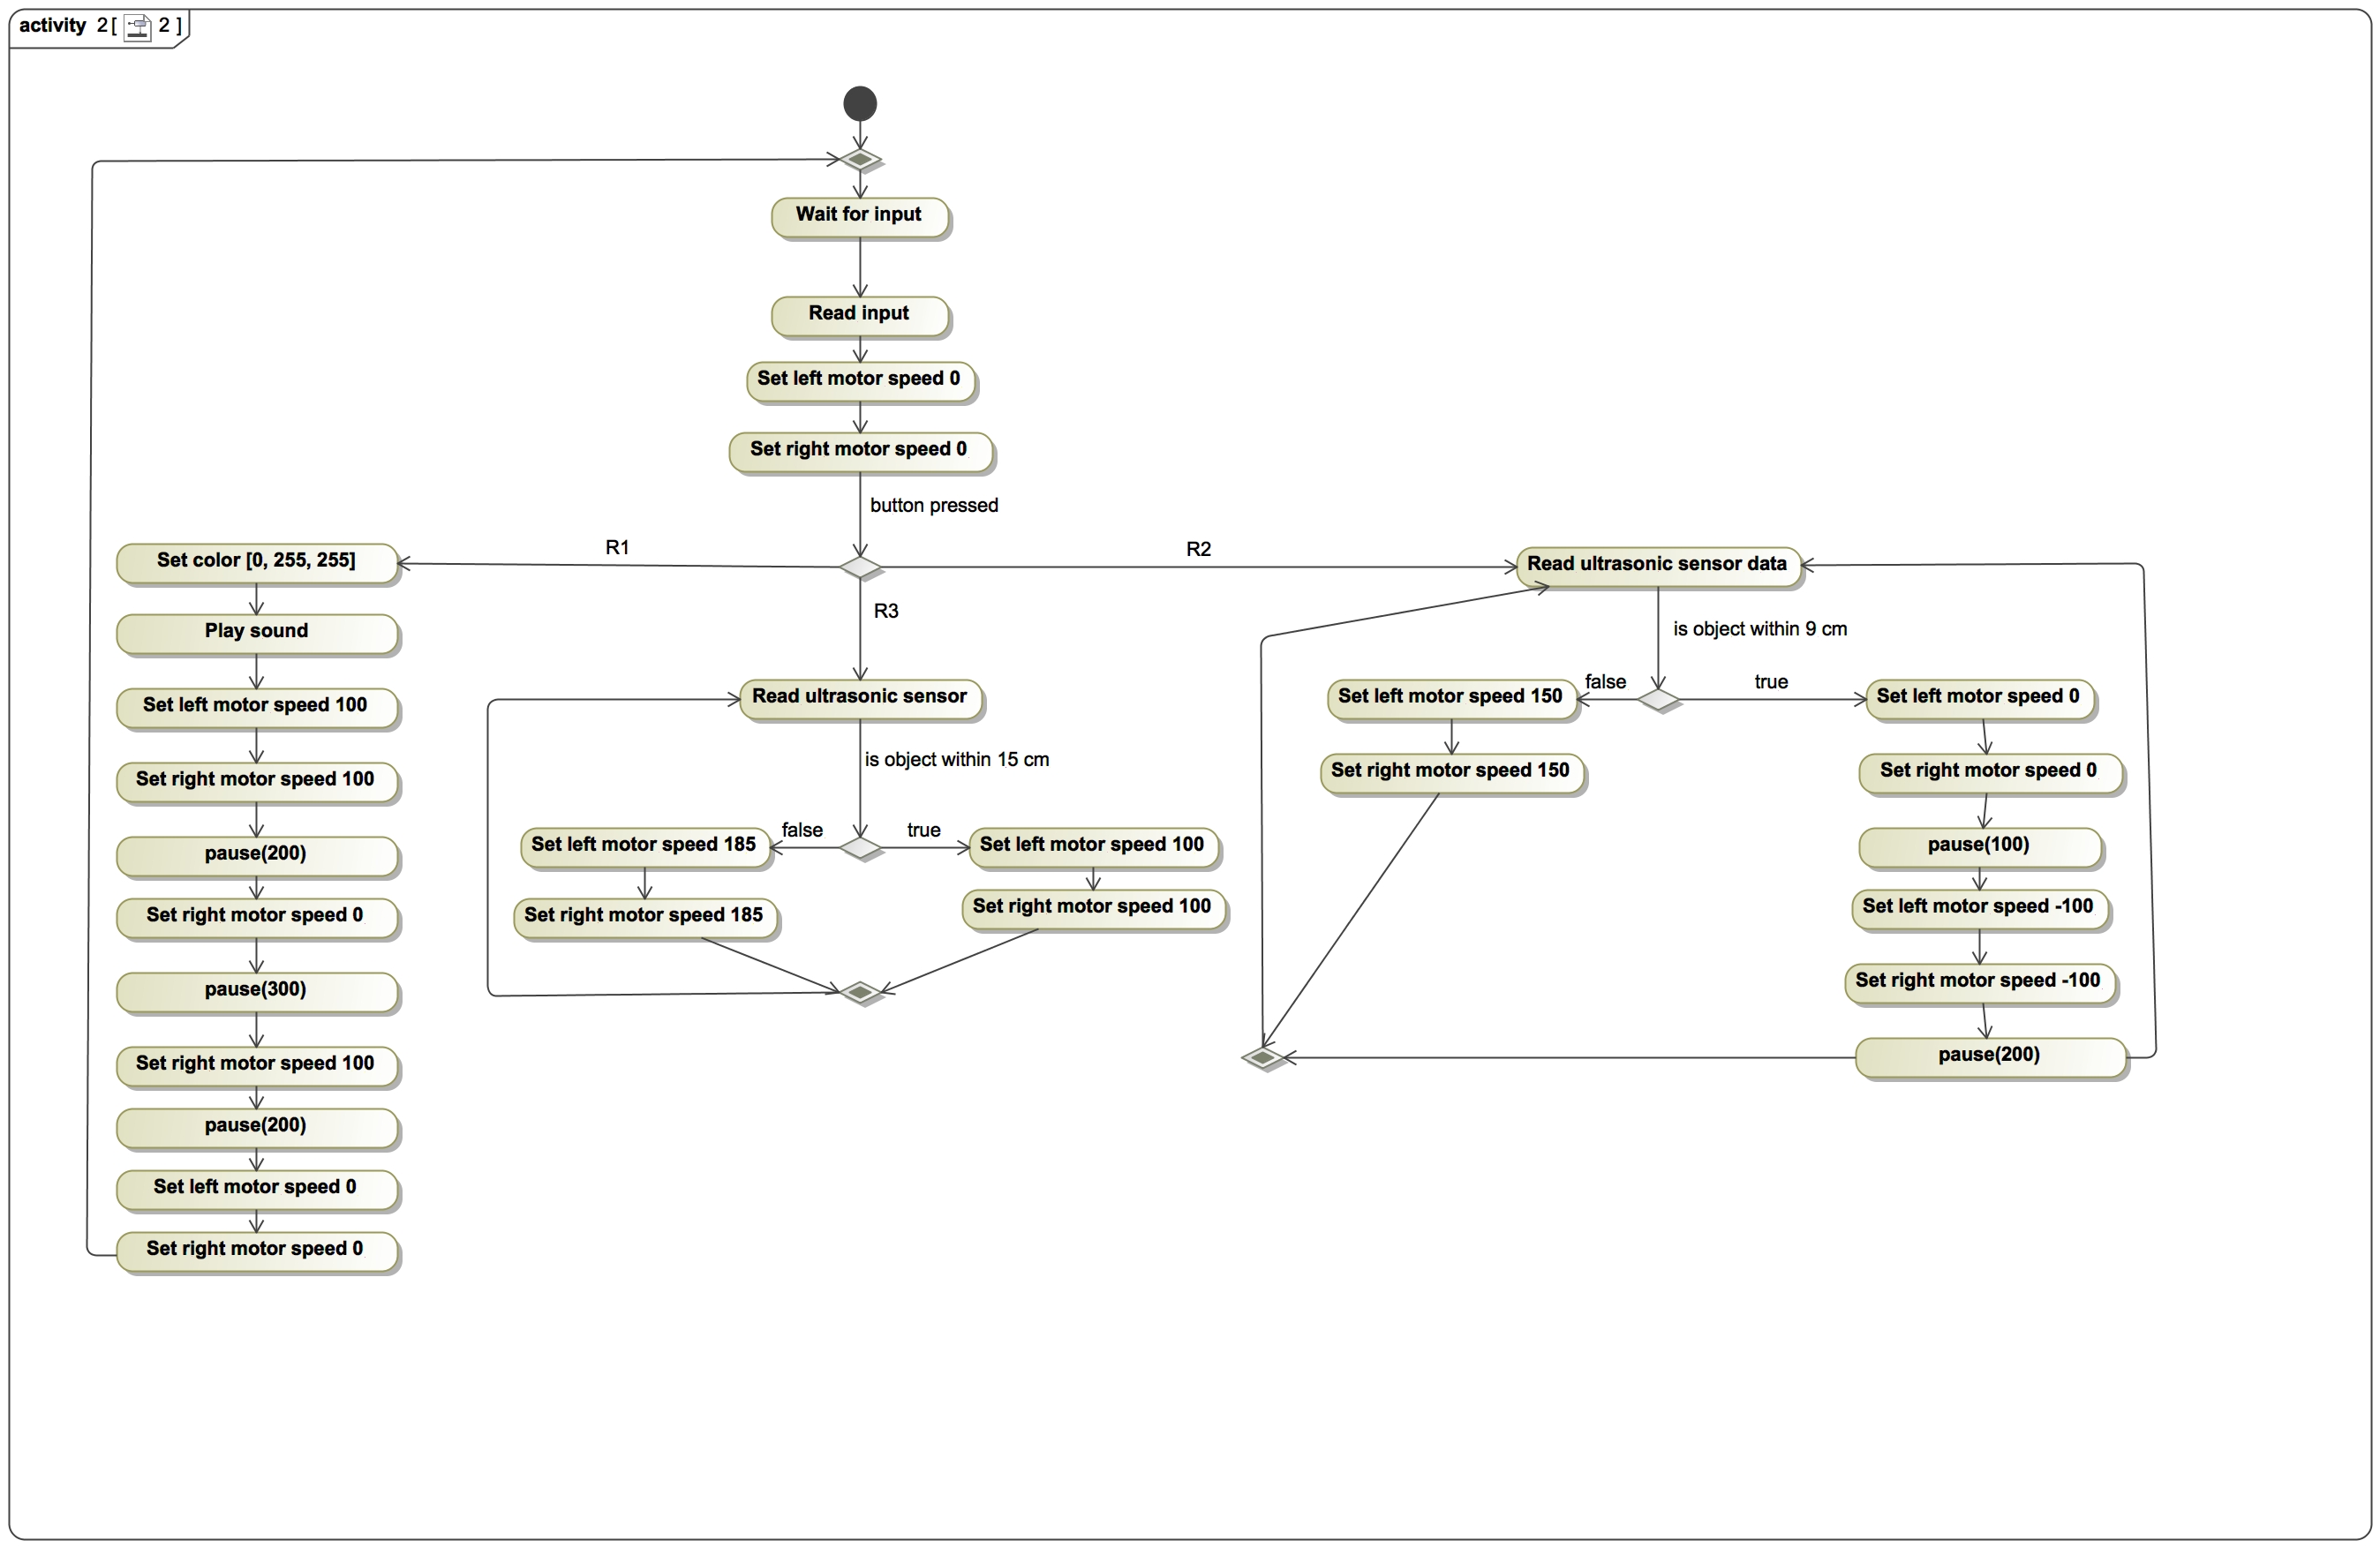 activity 2[ 2 ]
Wait for input
Read input
Set left motor speed 0
Set right motor speed 0
button pressed
R1
R2
R3
Set color [0, 255, 255]
Play sound
Set left motor speed 100
Set right motor speed 100
pause(200)
Set right motor speed 0
pause(300)
Set right motor speed 100
pause(200)
Set left motor speed 0
Set right motor speed 0
Read ultrasonic sensor
is object within 15 cm
false
true
Set left motor speed 185
Set right motor speed 185
Set left motor speed 100
Set right motor speed 100
Read ultrasonic sensor data
is object within 9 cm
false
true
Set left motor speed 150
Set right motor speed 150
Set left motor speed 0
Set right motor speed 0
pause(100)
Set left motor speed -100
Set right motor speed -100
pause(200)